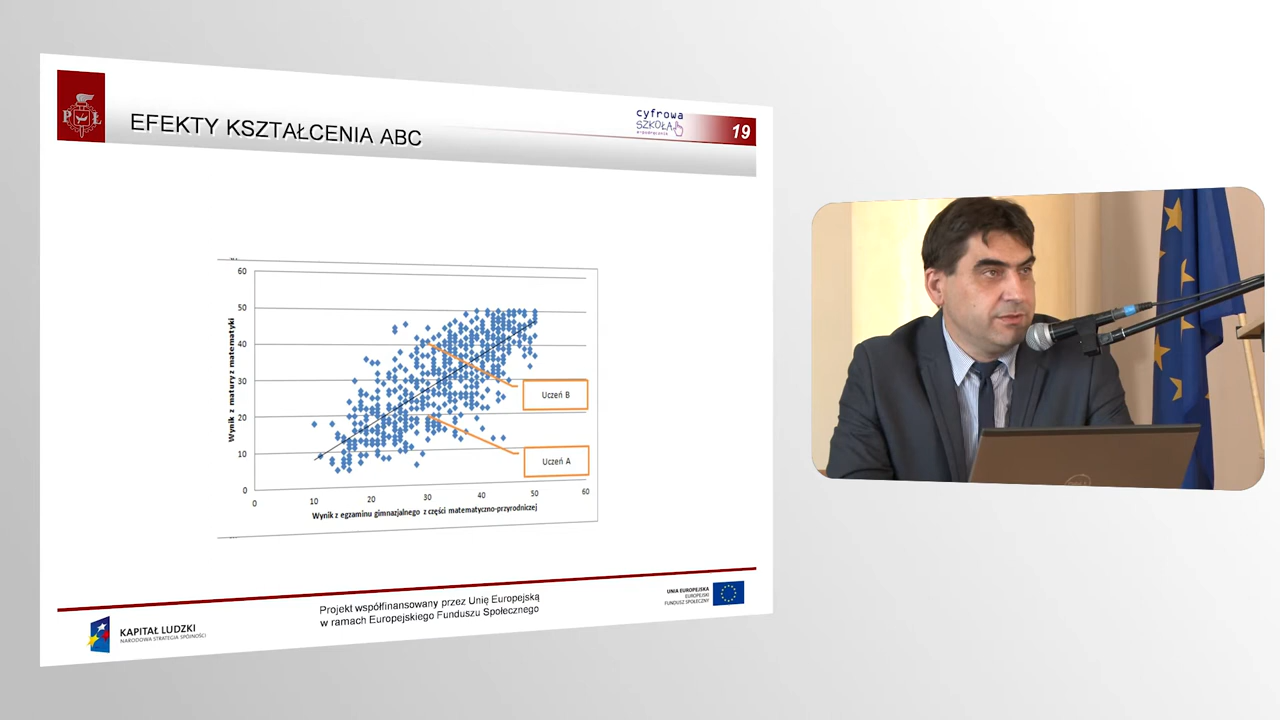 P Ł
EFEKTY KSZTAŁCENIA ABC
cyfrowa
SZKOŁA
19
60
50
40
30
20
10
0
0
10
20
30
40
50
60
Wynik z matury z matematyki
Uczeń B
Uczeń A
Wynik z egzaminu gimnazjalnego z części matematyczno-przyrodniczej
Projekt współfinansowany przez Unię Europejską
w ramach Europejskiego Funduszu Społecznego
KAPITAŁ LUDZKI
NARODOWA STRATEGIA SPÓJNOŚCI
UNIA EUROPEJSKA
EUROPEJSKI
FUNDUSZ SPOŁECZNY